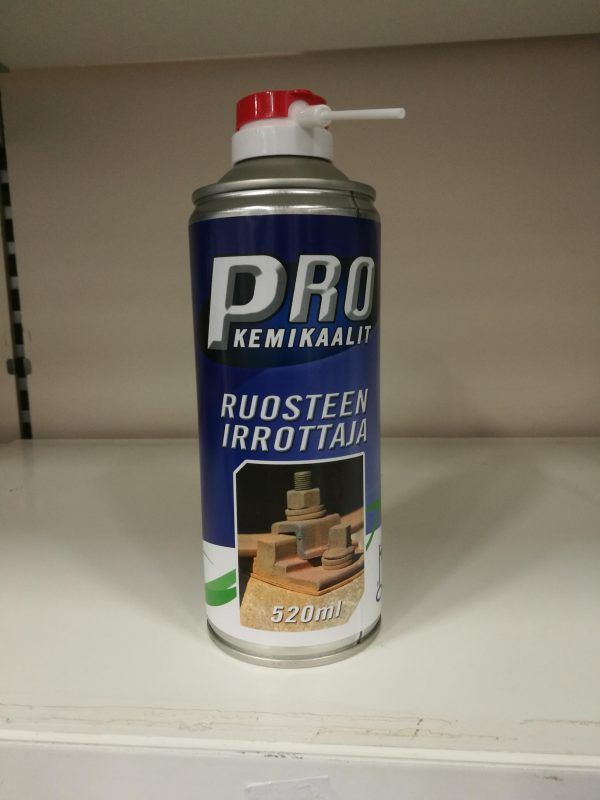 PRO
KEMIKAALIT
RUOSTEEN
IRROTTAJA
520ml